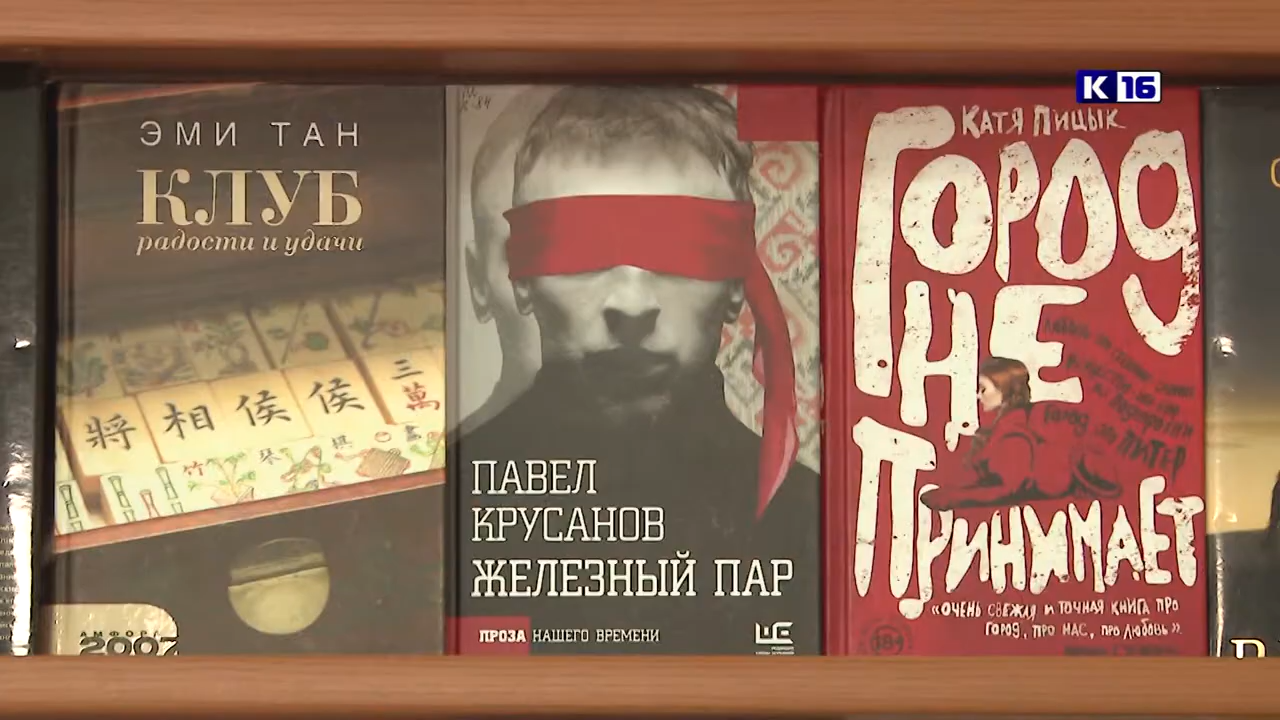 К 16
ЭМИ ТАН
КЛУБ
радости и удачи
將 相 侯 侯 三萬
АМФОРА
2007
ПАВЕЛ
КРУСАНОВ
ЖЕЛЕЗНЫЙ ПАР
ПРОЗА НАШЕГО ВРЕМЕНИ
КАТЯ ПИЦЫК
ГОРОД
НЕ
ПРИНИМАЕТ
ГОРОД ЭТО ПИТЕР
«ОЧЕНЬ СВЕЖАЯ И ТОЧНАЯ КНИГА ПРО
ГОРОД, ПРО НАС, ПРО ЛЮБОВЬ».
18+